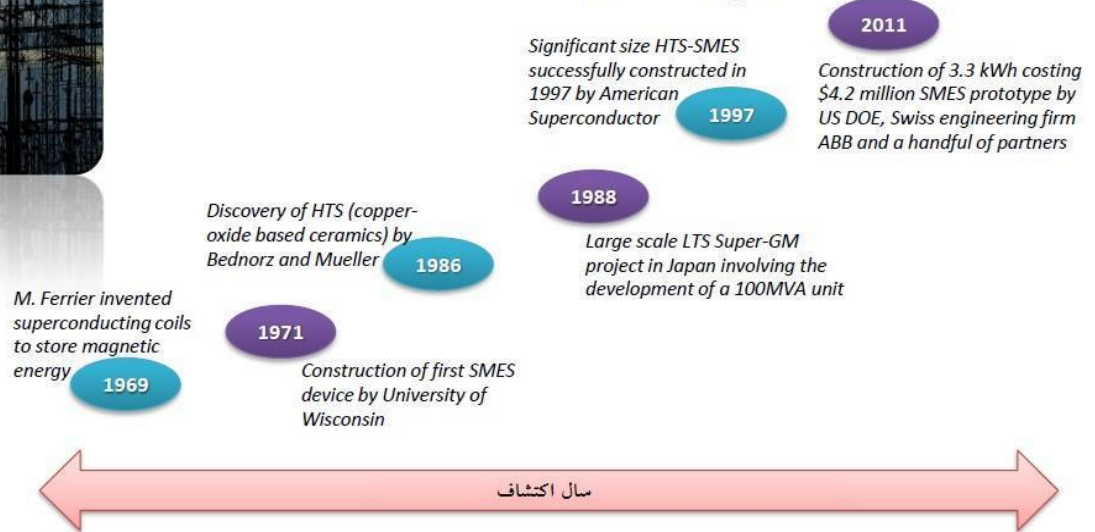 2011
Significant size HTS-SMES
successfully constructed in
1997 by American
Superconductor
1997
Construction of 3.3 kWh costing
$4.2 million SMES prototype by
US DOE, Swiss engineering firm
ABB and a handful of partners
1988
Discovery of HTS (copper-
oxide based ceramics) by
Bednorz and Mueller
1986
Large scale LTS Super-GM
project in Japan involving the
development of a 100MVA unit
M. Ferrier invented
superconducting coils
to store magnetic
energy
1969
1971
Construction of first SMES
device by University of
Wisconsin
سال اکتشاف